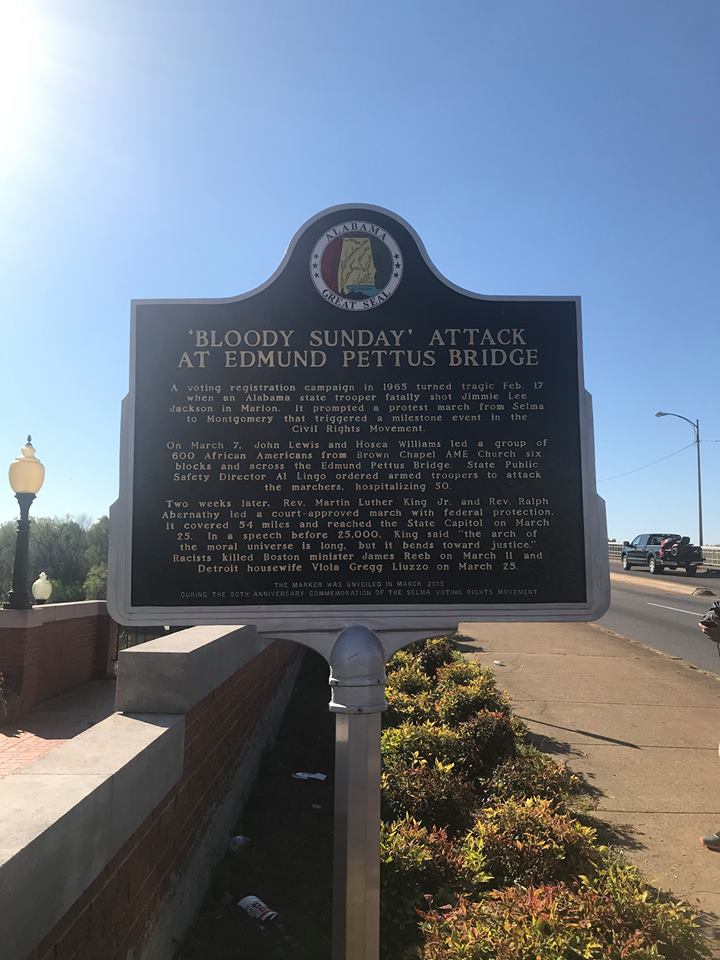 ALABAMA
GREAT SEAL
'BLOODY SUNDAY' ATTACK
AT EDMUND PETTUS BRIDGE
A voting registration campaign in 1965 turned tragic Feb. 17
when an Alabama state trooper fatally shot Jimmie Lee
Jackson in Marion. It prompted a protest march from Selma
to Montgomery that triggered a milestone event in the
Civil Rights Movement.
On March 7, John Lewis and Hosea Williams led a group of
600 African Americans from Brown Chapel AME Church six
blocks and across the Edmund Pettus Bridge. State Public
Safety Director Al Lingo ordered armed troopers to attack
the marchers, hospitalizing 50.
Two weeks later, Rev. Martin Luther King Jr. and Rev. Ralph
Abernathy led a court-approved march with federal protection.
It covered 54 miles and reached the State Capitol on March
25. In a speech before 25,000, King said "the arc of
the moral universe is long, but it bends toward justice."
Racists killed Boston minister James Reeb on March 11 and
Detroit housewife Viola Gregg Liuzzo on March 25.
THE MARKER WAS UNVEILED IN MARCH 2015
DURING THE 50TH ANNIVERSARY COMMEMORATION OF THE SELMA VOTING RIGHTS MOVEMENT